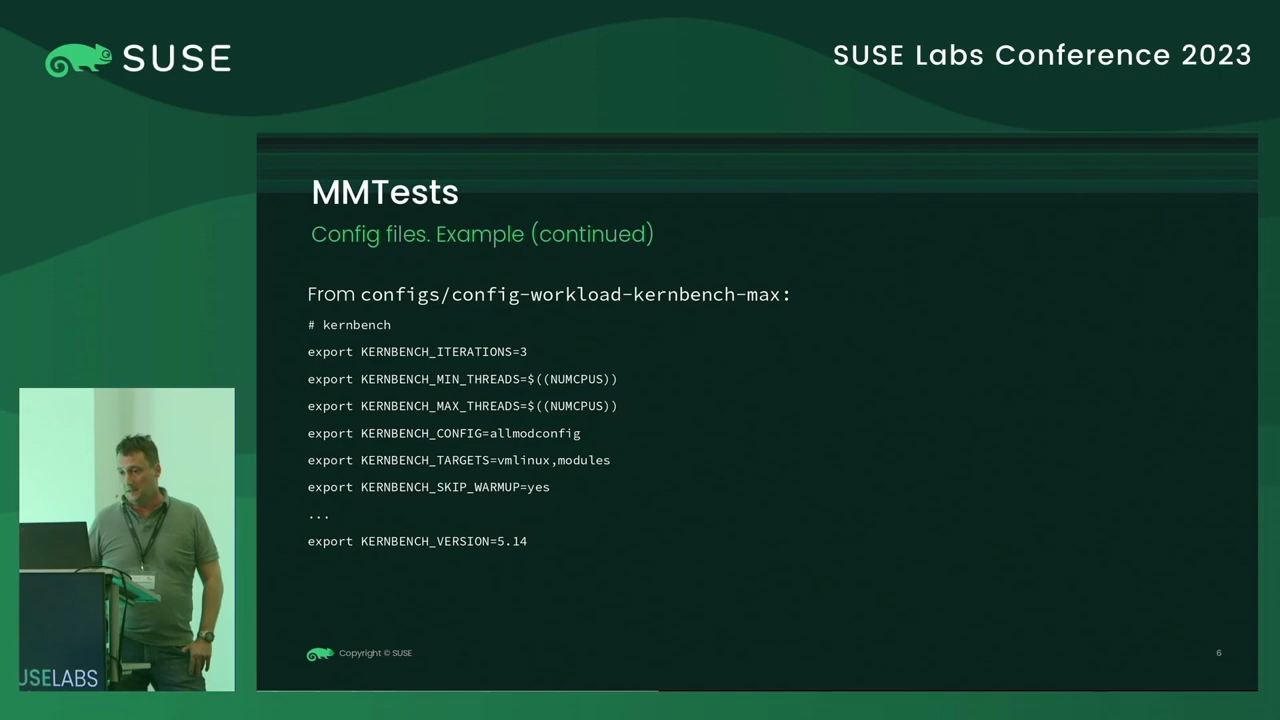 SUSE
SUSE Labs Conference 2023
MMTests
Config files. Example (continued)
From configs/config-workload-kernbench-max:
# kernbench
export KERNBENCH_ITERATIONS=3
export KERNBENCH_MIN_THREADS=$((NUMCPUS))
export KERNBENCH_MAX_THREADS=$((NUMCPUS))
export KERNBENCH_CONFIG=allmodconfig
export KERNBENCH_TARGETS=vmlinux,modules
export KERNBENCH_SKIP_WARMUP=yes
...
export KERNBENCH_VERSION=5.14
Copyright © SUSE
6
USELABS